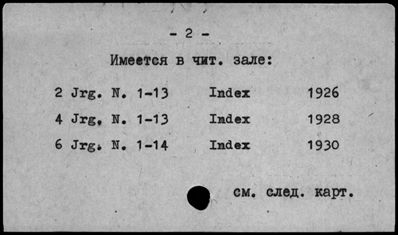 - 2 -
Имеется в чит. зале:
2 Jrg. N. 1-13 Index 1926
4 Jrg. N. 1-13 Index 1928
6 Jrg. N. 1-14 Index 1930
см. след. карт.